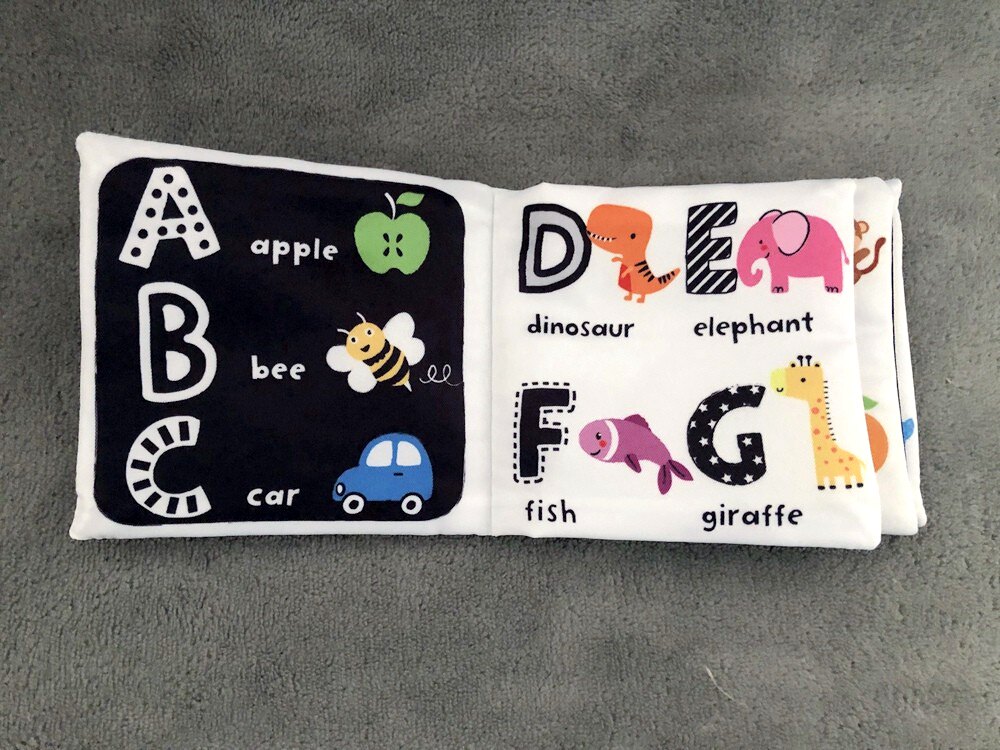 A apple
B bee
C car
D E
dinosaur elephant
F G
fish giraffe